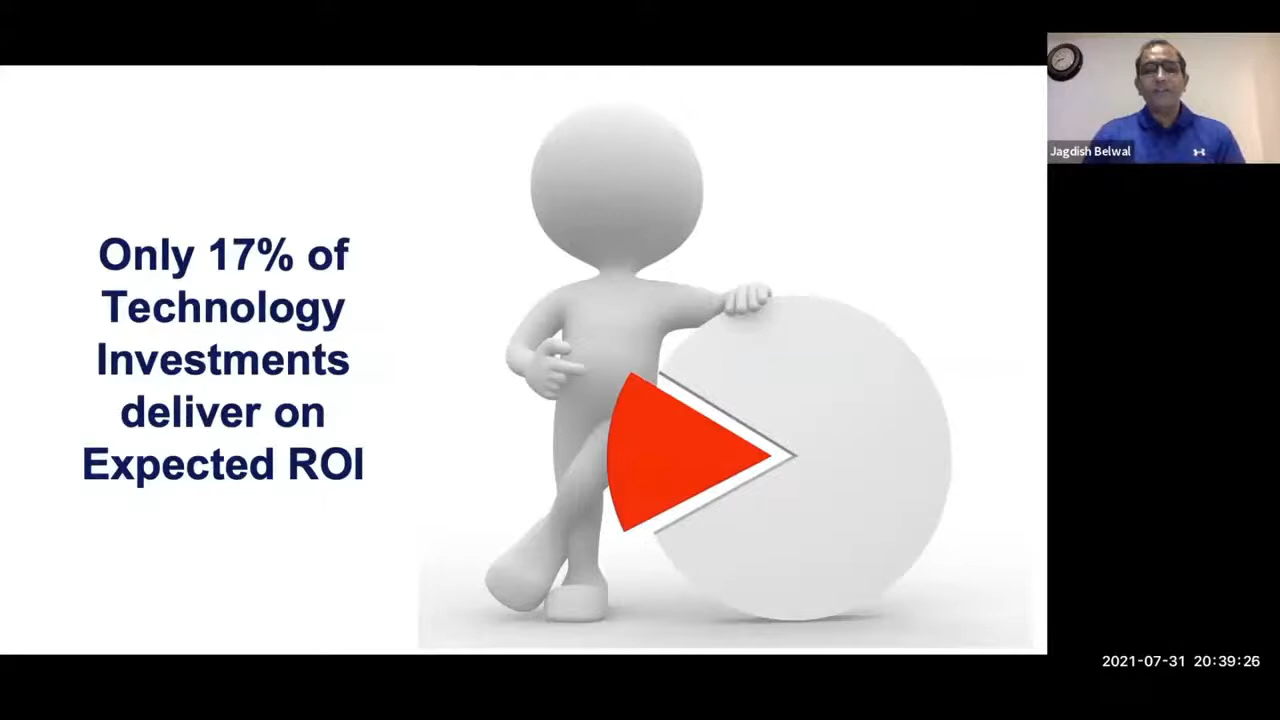 Only 17% of
Technology
Investments
deliver on
Expected ROI
Jagdish Belwal
2021-07-31 20:39:26